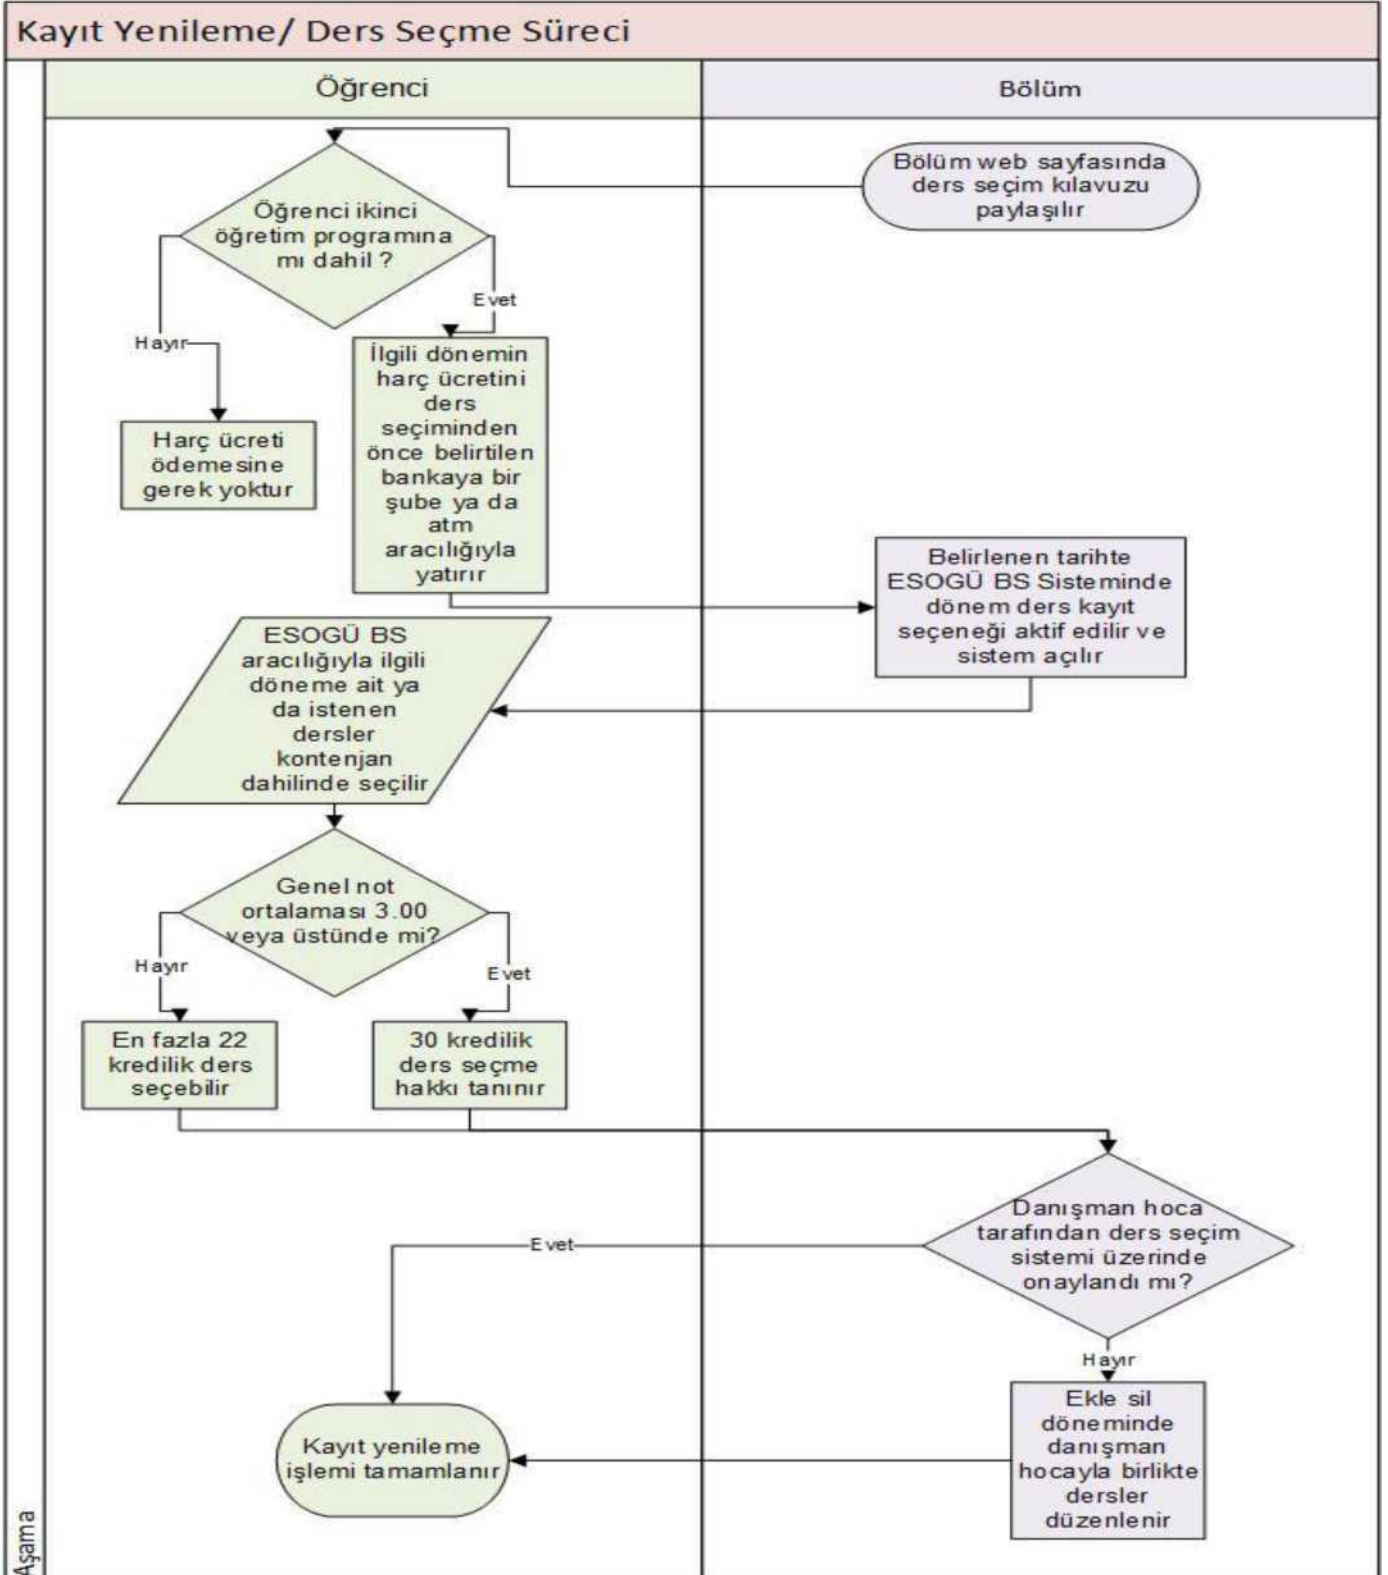 Kayıt Yenileme/ Ders Seçme Süreci
Öğrenci
Bölüm
Bölüm web sayfasında
ders seçim kılavuzu
paylaşılır
Öğrenci ikinci
öğretim programına
mı dahil ?
Evet
Hayır
İlgili dönemin
harç ücretini
ders
seçiminden
önce belirtilen
bankaya bir
şube ya da
atm
aracılığıyla
yatırır
Harç ücreti
ödemesine
gerek yoktur
Belirlenen tarihte
ESOGÜ BS Sisteminde
dönem ders kayıt
seçeneği aktif edilir ve
sistem açılır
ESOGÜ BS
aracılığıyla ilgili
döneme ait ya
da istenen
dersler
kontenjan
dahilinde seçilir
Genel not
ortalaması 3.00
veya üstünde mi?
Hayır
Evet
En fazla 22
kredilik ders
seçebilir
30 kredilik
ders seçme
hakkı tanınır
Danışman hoca
tarafından ders seçim
sistemi üzerinde
onaylandı mı?
Evet
Hayır
Ekle sil
döneminde
danışman
hocayla birlikte
dersler
düzenlenir
Kayıt yenileme
işlemi tamamlanır
Aşama